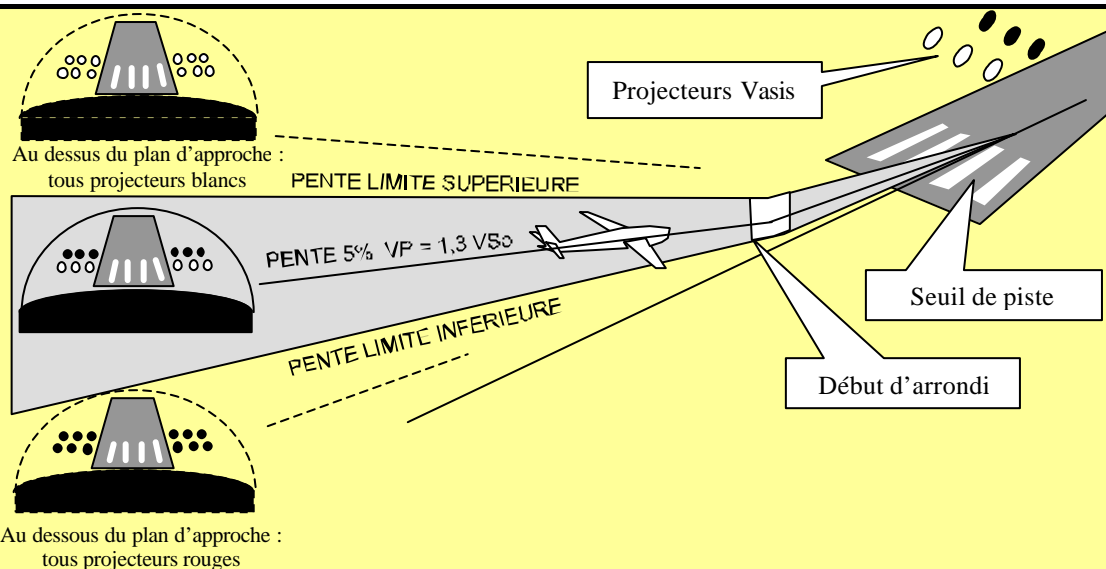 Projecteurs Vasis
Au dessus du plan d’approche :
tous projecteurs blancs
PENTE LIMITE SUPERIEURE
PENTE 5% VP = 1,3 VSo
Seuil de piste
PENTE LIMITE INFERIEURE
Début d’arrondi
Au dessous du plan d’approche :
tous projecteurs rouges